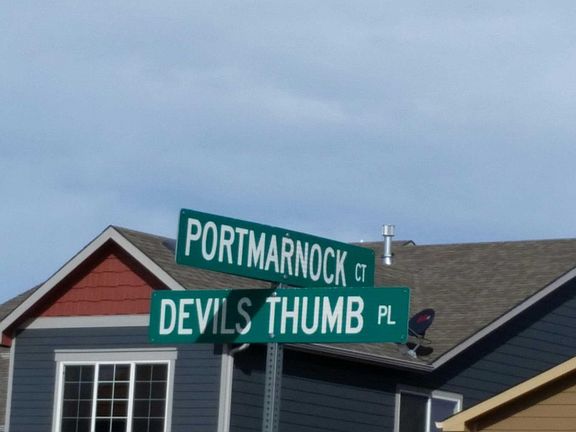 PORTMARNOCK CT
DEVILS THUMB PL